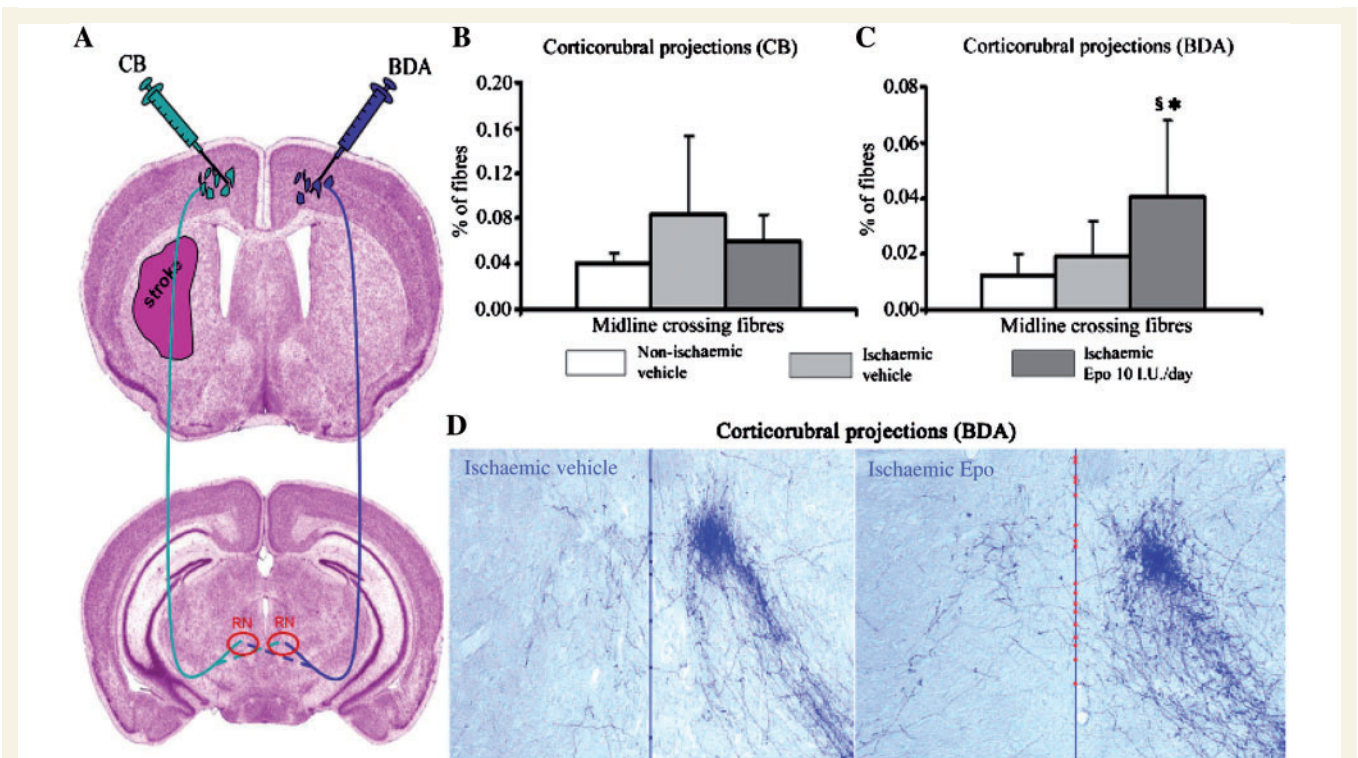 A
CB
BDA
stroke
RN RN
B
Corticorubral projections (CB)
% of fibres
0.20
0.16
0.12
0.08
0.04
0.00
Midline crossing fibres
C
Corticorubral projections (BDA)
% of fibres
0.08
0.06
0.04
0.02
0.00
§ *
Midline crossing fibres
Non-ischaemic
vehicle
Ischaemic
vehicle
Ischaemic
Epo 10 I.U./day
D
Corticorubral projections (BDA)
Ischaemic vehicle
Ischaemic Epo